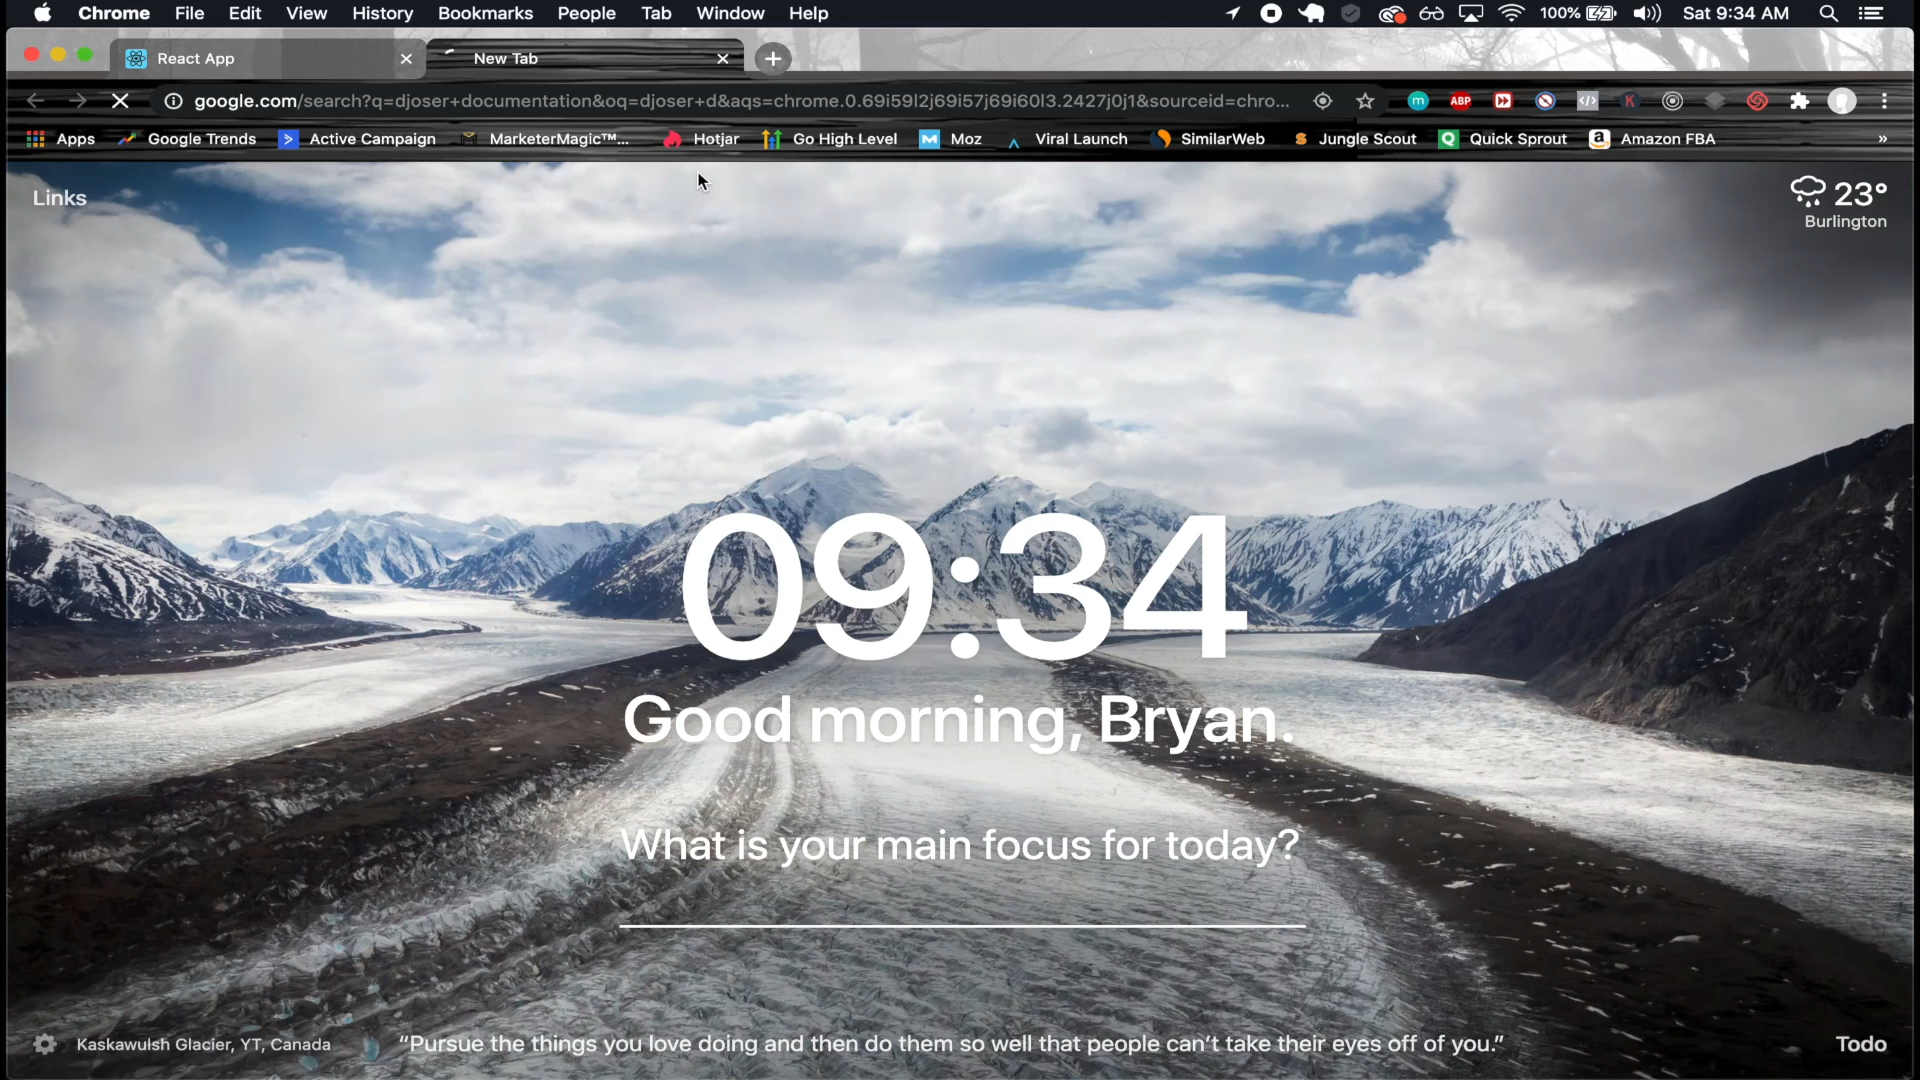 Chrome File Edit View History Bookmarks People Tab Window Help 100% Sat 9:34 AM
React App New Tab
google.com/search?q=djoser+documentation&oq=djoser+d&aqs=chrome.0.69i59l2j69i57j69i60l3.2427j0j1&sourceid=chro... m ABP K
Apps Google Trends Active Campaign MarketerMagic™... Hotjar Go High Level Moz Viral Launch SimilarWeb Jungle Scout Quick Sprout Amazon FBA »
Links
23°
Burlington
09:34
Good morning, Bryan.
What is your main focus for today?
Kaskawulsh Glacier, YT, Canada “Pursue the things you love doing and then do them so well that people can’t take their eyes off of you.” Todo